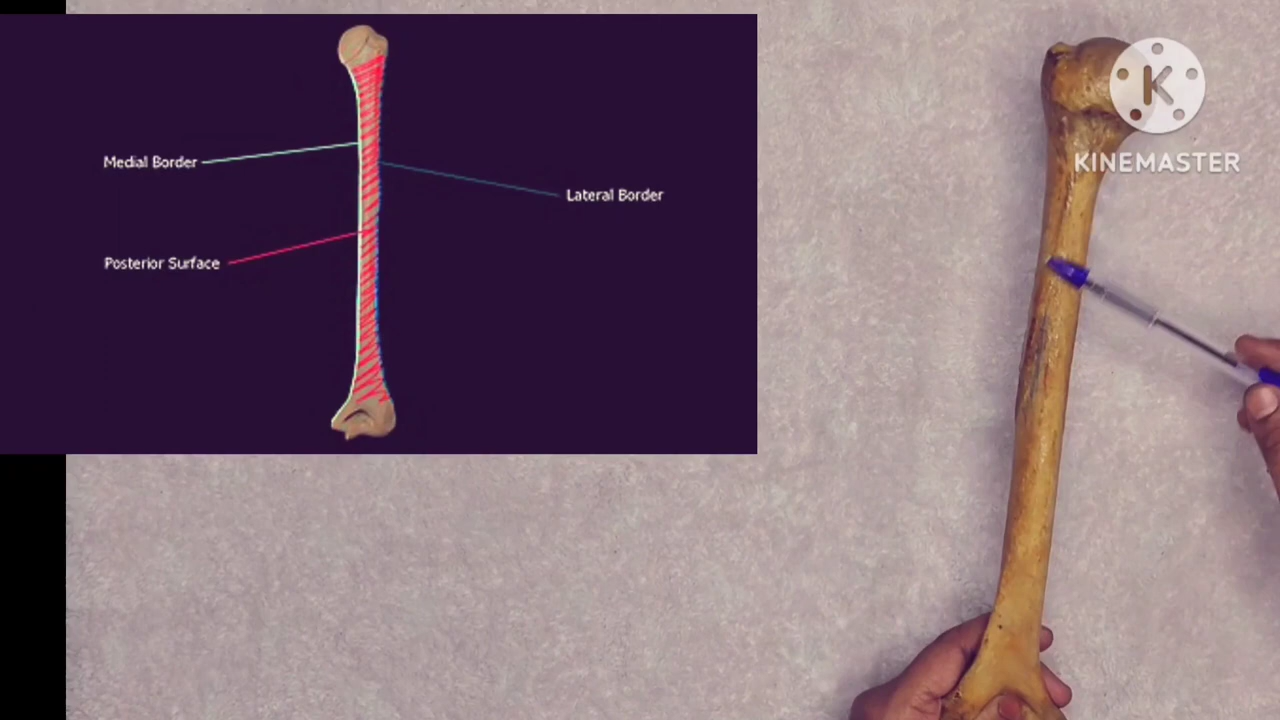 Medial Border
Lateral Border
Posterior Surface
K
KINEMASTER